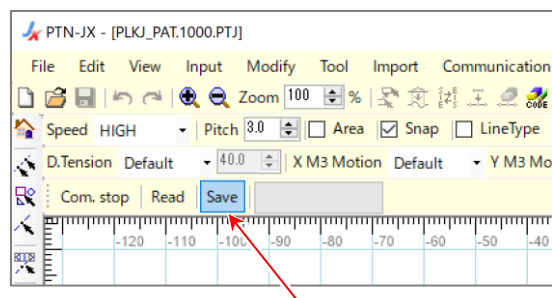 PTN-JX - [PLKJ_PAT.1000.PTJ]
File Edit View Input Modify Tool Import Communication
Zoom 100 % CODE
Speed HIGH Pitch 3.0 Area Snap LineType
D.Tension Default 40.0 X M3 Motion Default Y M3 Mo
Com. stop Read Save
-120 -110 -100 -90 -80 -70 -60 -50 -40